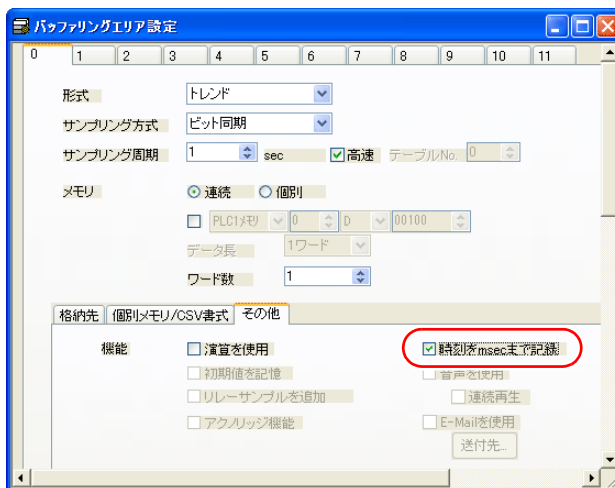 バッファリングエリア設定
0 1 2 3 4 5 6 7 8 9 10 11
形式 トレンド
サンプリング方式 ビット同期
サンプリング周期 1 sec 高速 テーブルNo. 0
メモリ 連続 個別
PLC1メモリ 0 D 00100
データ長 1ワード
ワード数 1
格納先 個別メモリ/CSV書式 その他
機能 演算を使用 時刻をmsecまで記録
初期値を記憶 音声を使用
リレーサンプルを追加 連続再生
アクノリッジ機能 E-Mailを使用
送付先...